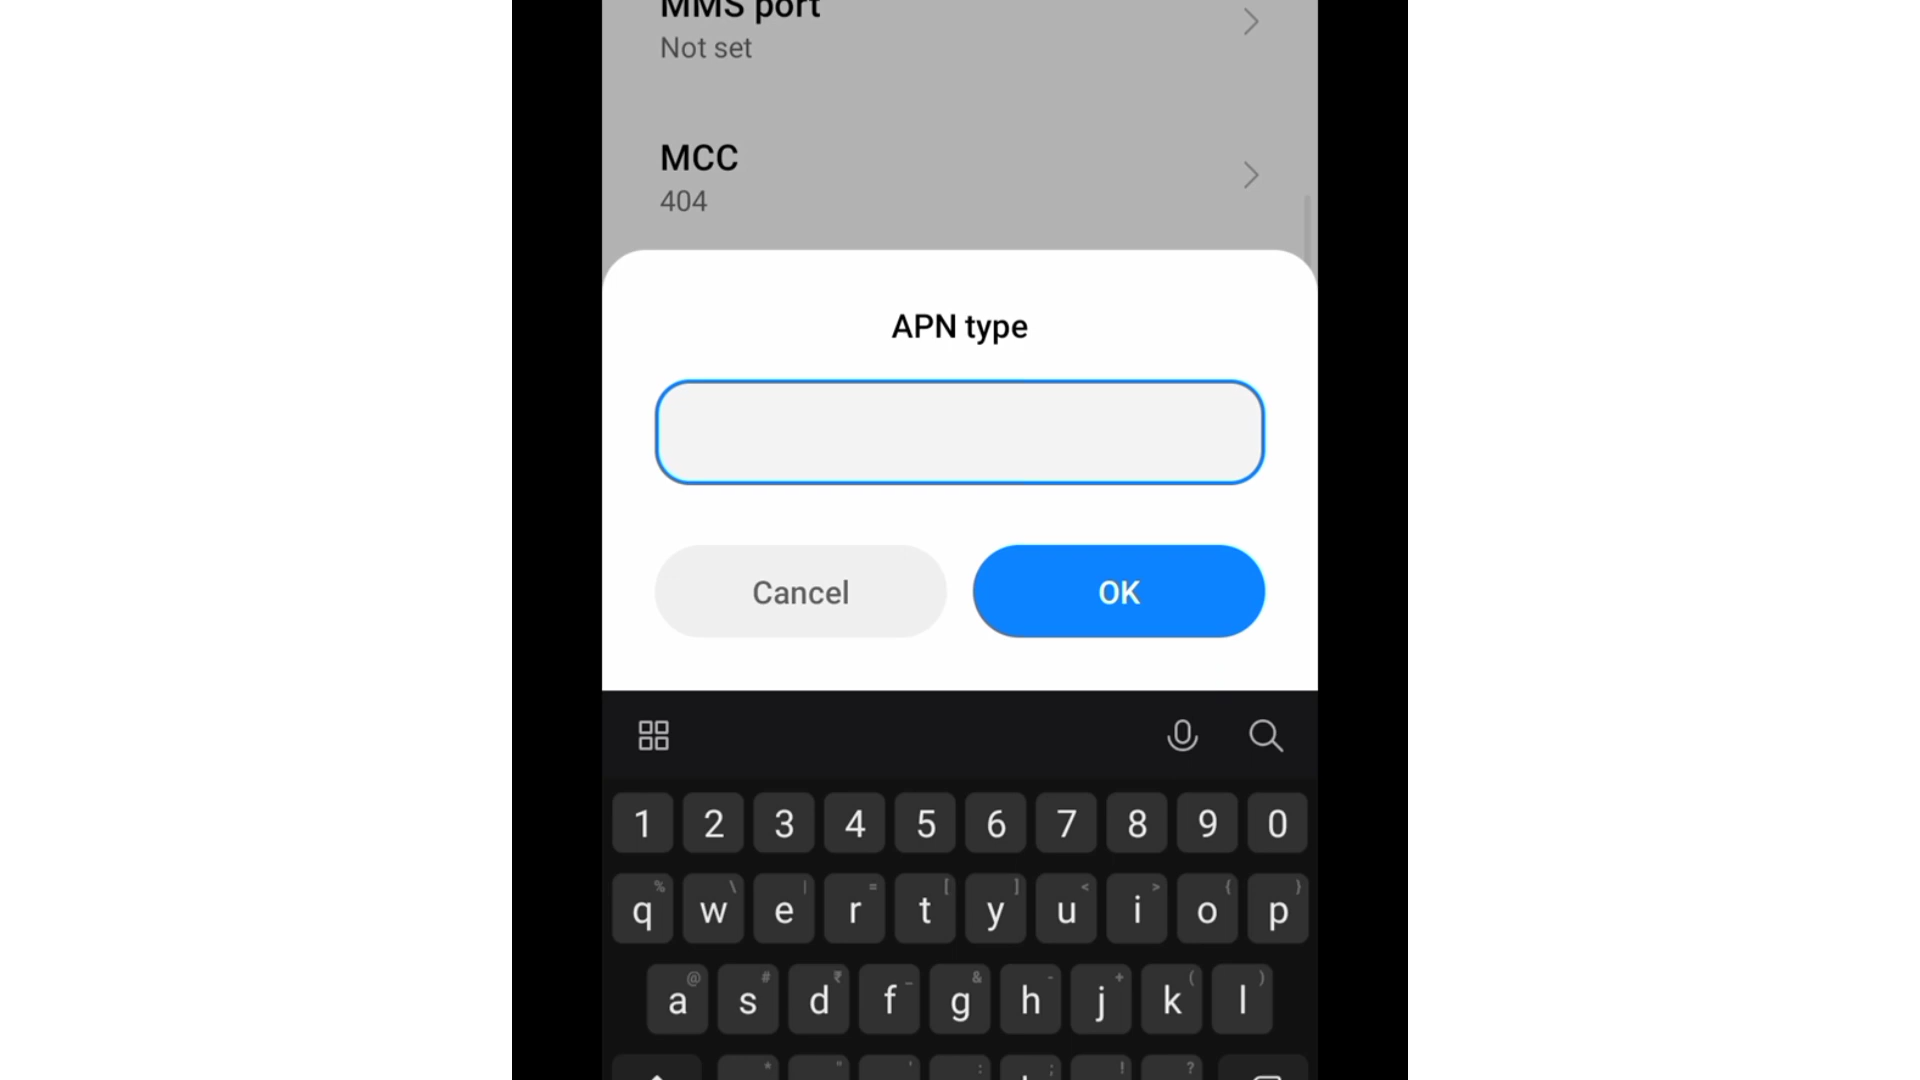 MMS port
Not set
MCC
404
APN type
Cancel
OK
1 2 3 4 5 6 7 8 9 0
% \ | = [ ] < > { }
q w e r t y u i o p
@ # ₹ _ & - + ( )
a s d f g h j k l
* " ' : ; ! ?